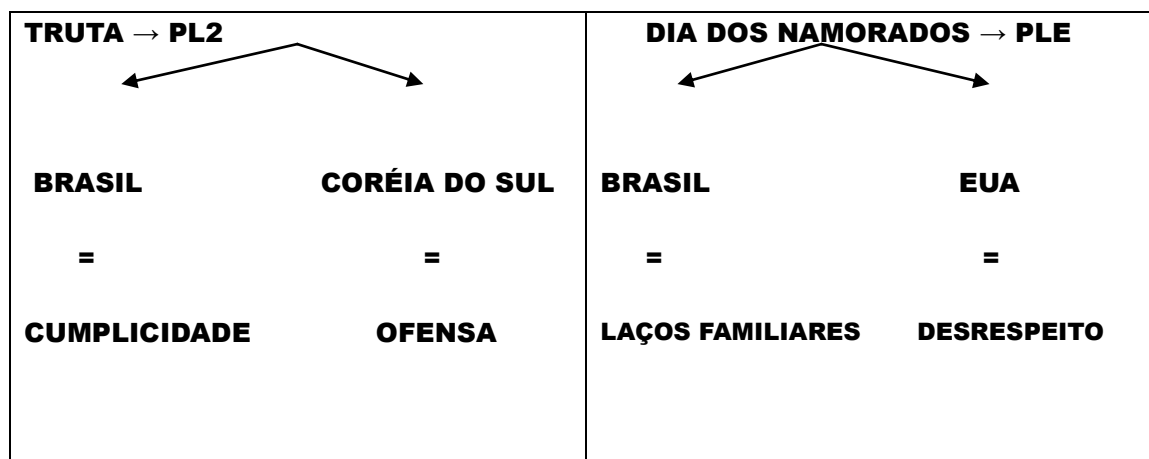 TRUTA → PL2
BRASIL CORÉIA DO SUL
= =
CUMPLICIDADE OFENSA
DIA DOS NAMORADOS → PLE
BRASIL EUA
= =
LAÇOS FAMILIARES DESRESPEITO